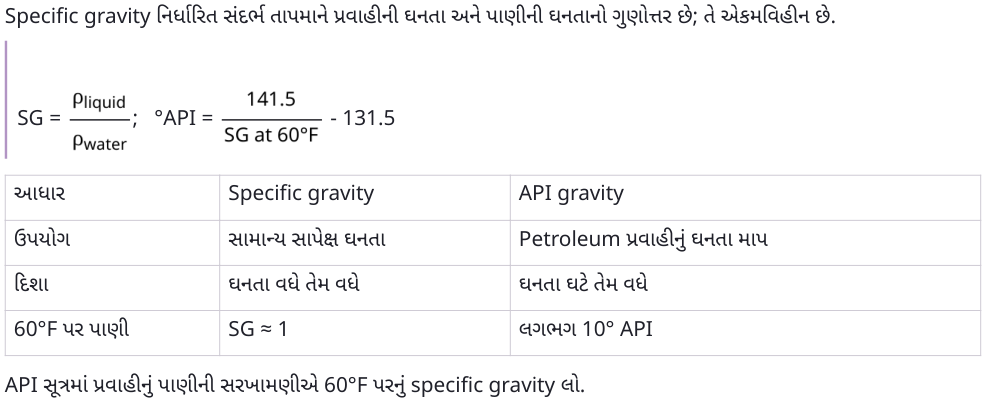 Specific gravity નિર્ધારિત સંદર્ભ તાપમાને પ્રવાહીની ઘનતા અને પાણીની ઘનતાનો ગુણોત્તર છે; તે એકમવિહીન છે.
SG = ρliquid / ρwater; °API = 141.5 / SG at 60°F - 131.5
આધાર Specific gravity API gravity
ઉપયોગ સામાન્ય સાપેક્ષ ઘનતા Petroleum પ્રવાહીનું ઘનતા માપ
દિશા ઘનતા વધે તેમ વધે ઘનતા ઘટે તેમ વધે
60°F પર પાણી SG ≈ 1 લગભગ 10° API
API સૂત્રમાં પ્રવાહીનું પાણીની સરખામણીએ 60°F પરનું specific gravity લો.